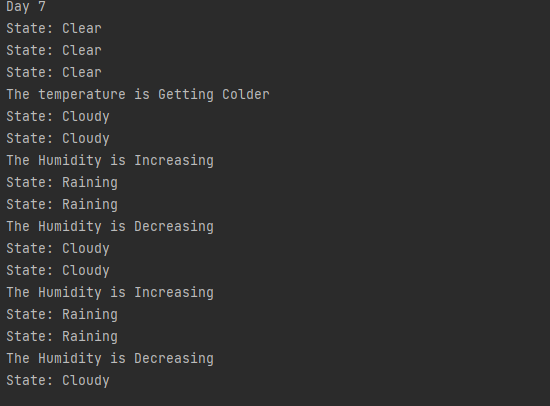 Day 7
State: Clear
State: Clear
State: Clear
The temperature is Getting Colder
State: Cloudy
State: Cloudy
The Humidity is Increasing
State: Raining
State: Raining
The Humidity is Decreasing
State: Cloudy
State: Cloudy
The Humidity is Increasing
State: Raining
State: Raining
The Humidity is Decreasing
State: Cloudy